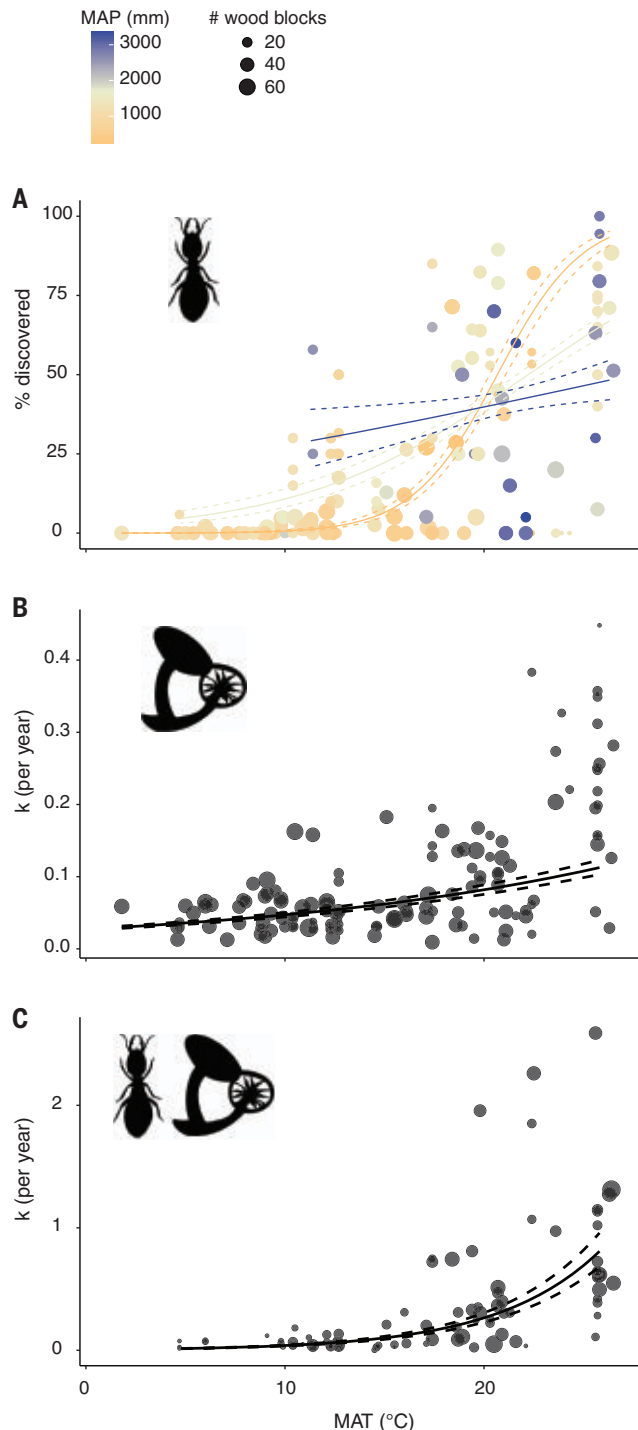 MAP (mm)
3000
2000
1000
# wood blocks
20
40
60
A
% discovered
100
75
50
25
0
B
k (per year)
0.4
0.3
0.2
0.1
0.0
C
k (per year)
2
1
0
0 10 20
MAT (°C)